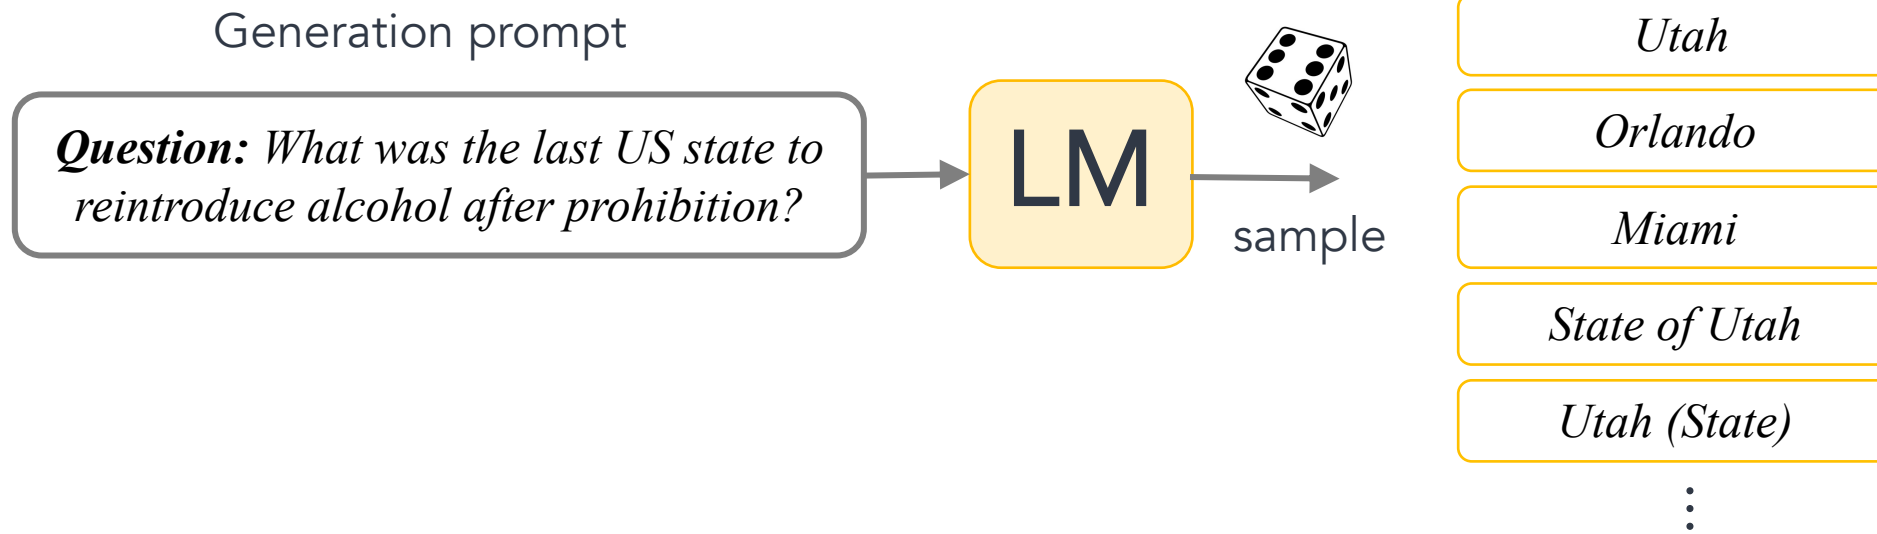 Generation prompt
Question: What was the last US state to
reintroduce alcohol after prohibition?
LM
sample
Utah
Orlando
Miami
State of Utah
Utah (State)